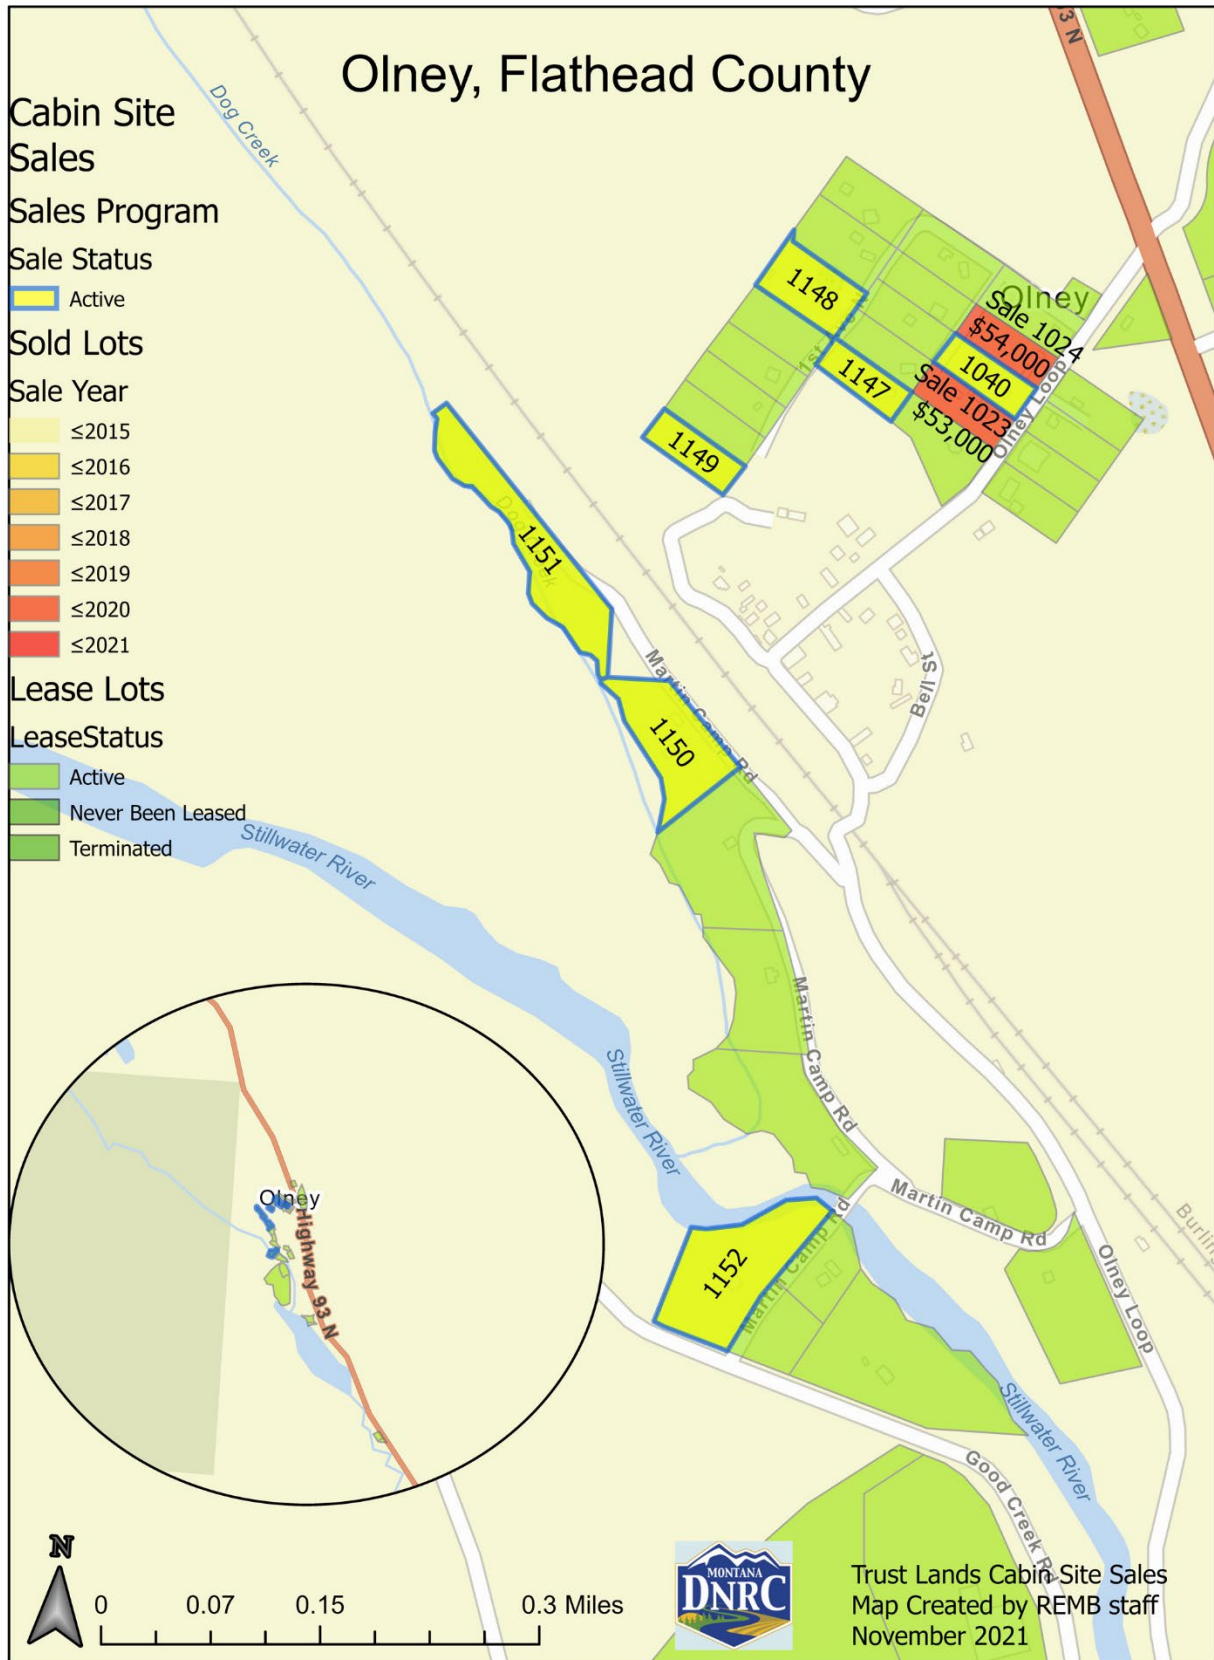 Olney, Flathead County
Cabin Site
Sales
Sales Program
Sale Status
Active
Sold Lots
Sale Year
≤2015
≤2016
≤2017
≤2018
≤2019
≤2020
≤2021
Lease Lots
LeaseStatus
Active
Never Been Leased
Terminated
Dog Creek
93 N
Olney
1148
Sale 1024
$54,000
1040
1147
Sale 1023
$53,000
Olney Loop
1149
Dog Creek
1151
Martin Camp Rd
1150
Bell St
Stillwater River
Stillwater River
Martin Camp Rd
Martin Camp Rd
Martin Camp Rd
1152
Olney Loop
Stillwater River
Good Creek Rd
Olney
Highway 93 N
N
0 0.07 0.15 0.3 Miles
MONTANA
DNRC
Trust Lands Cabin Site Sales
Map Created by REMB staff
November 2021